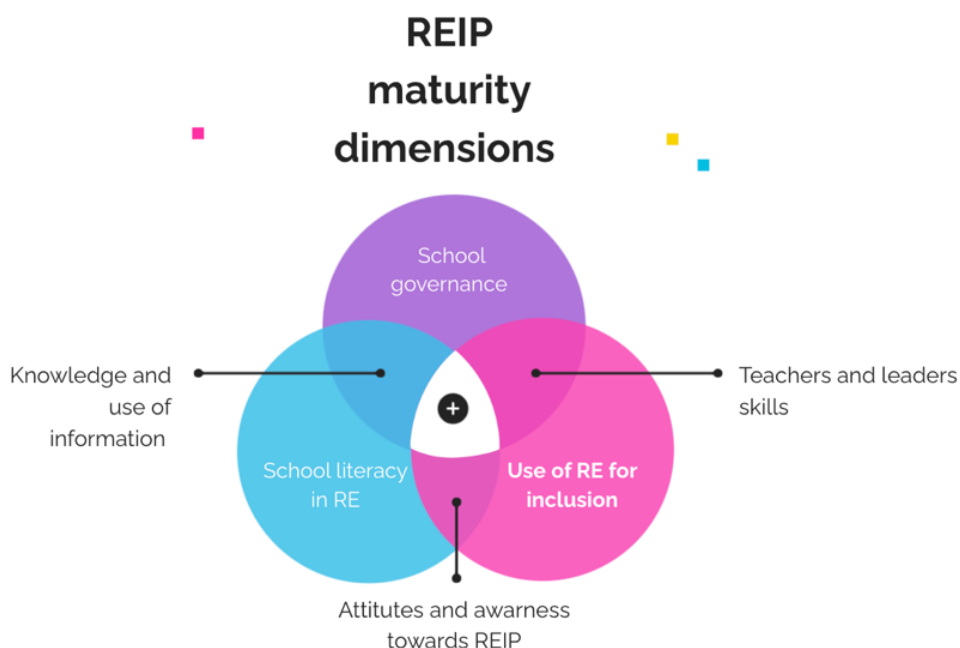 REIP
maturity
dimensions
School
governance
Knowledge and
use of
information
Teachers and leaders
skills
School literacy
in RE
Use of RE for
inclusion
Attitutes and awarness
towards REIP